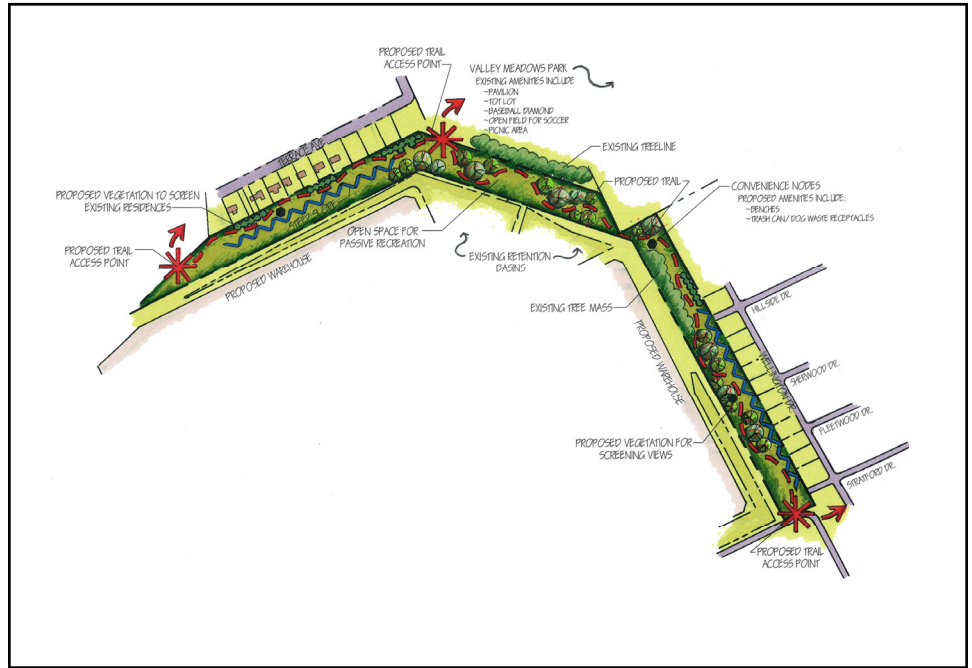 PROPOSED TRAIL
ACCESS POINT
VALLEY MEADOWS PARK
EXISTING AMENITIES INCLUDE
~PAVILION
~TOT LOT
~BASEBALL DIAMOND
~OPEN FIELD FOR SOCCER
~PICNIC AREA
EXISTING TREELINE
TERRACE AVE.
PROPOSED TRAIL
CONVENIENCE NODES
PROPOSED AMENITIES INCLUDE:
~BENCHES
~TRASH CAN/ DOG WASTE RECEPTACLES
PROPOSED VEGETATION TO SCREEN
EXISTING RESIDENCES
OPEN SPACE FOR
PASSIVE RECREATION
PROPOSED TRAIL
ACCESS POINT
EXISTING RETENTION
BASINS
PROPOSED WAREHOUSE
EXISTING TREE MASS
HILLSIDE DR.
PROPOSED WAREHOUSE
WELLINGTON DR.
SHERWOOD DR.
FLEETWOOD DR.
PROPOSED VEGETATION FOR
SCREENING VIEWS
STRATFORD DR.
PROPOSED TRAIL
ACCESS POINT